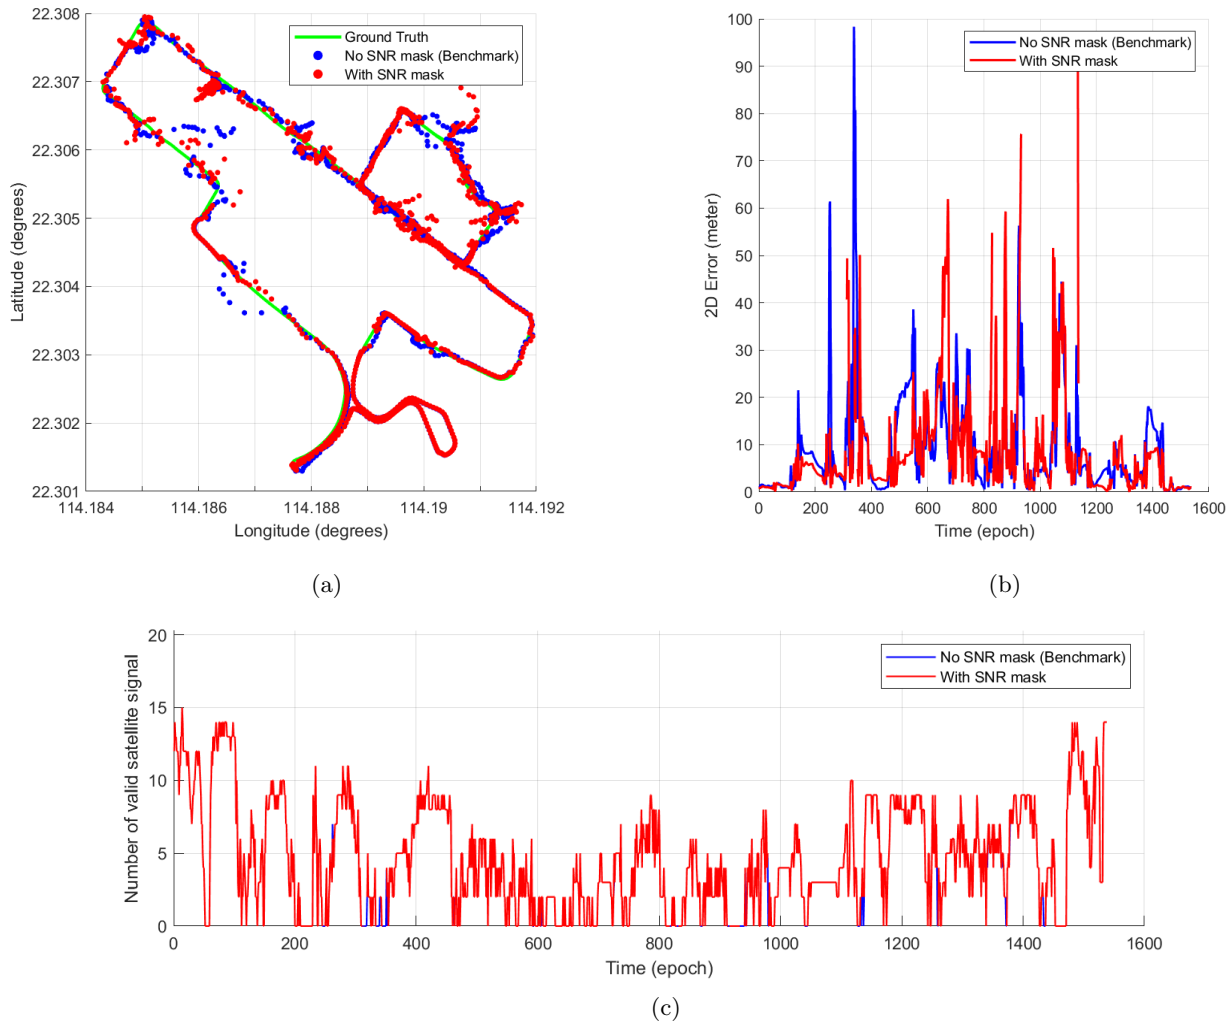 22.308
22.307
22.306
22.305
22.304
22.303
22.302
22.301
Latitude (degrees)
Ground Truth
No SNR mask (Benchmark)
With SNR mask
114.184 114.186 114.188 114.19 114.192
Longitude (degrees)
(a)
100
90
80
70
60
50
40
30
20
10
0
2D Error (meter)
No SNR mask (Benchmark)
With SNR mask
0 200 400 600 800 1000 1200 1400 1600
Time (epoch)
(b)
20
15
10
5
0
Number of valid satellite signal
No SNR mask (Benchmark)
With SNR mask
0 200 400 600 800 1000 1200 1400 1600
Time (epoch)
(c)